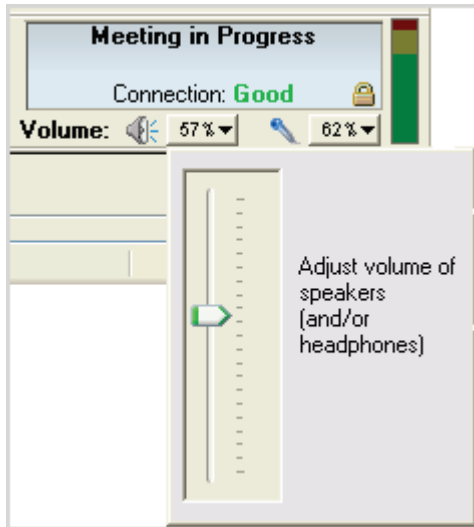 Meeting in Progress
Connection: Good
Volume: 57% 62%
Adjust volume of
speakers
(and/or
headphones)